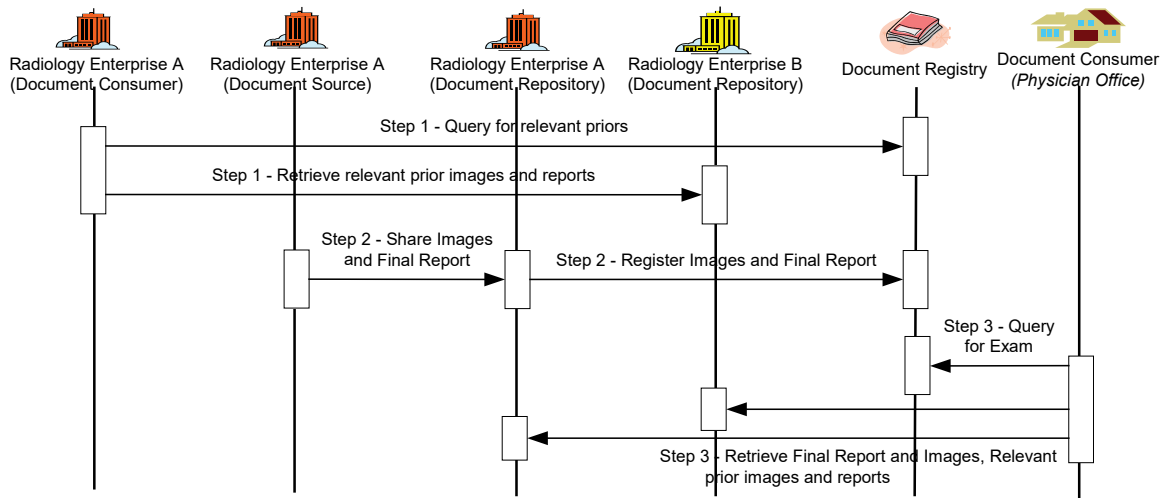 Radiology Enterprise A
(Document Consumer)
Radiology Enterprise A
(Document Source)
Radiology Enterprise A
(Document Repository)
Radiology Enterprise B
(Document Repository)
Document Registry
Document Consumer
(Physician Office)
Step 1 - Query for relevant priors
Step 1 - Retrieve relevant prior images and reports
Step 2 - Share Images
and Final Report
Step 2 - Register Images and Final Report
Step 3 - Query
for Exam
Step 3 - Retrieve Final Report and Images, Relevant
prior images and reports